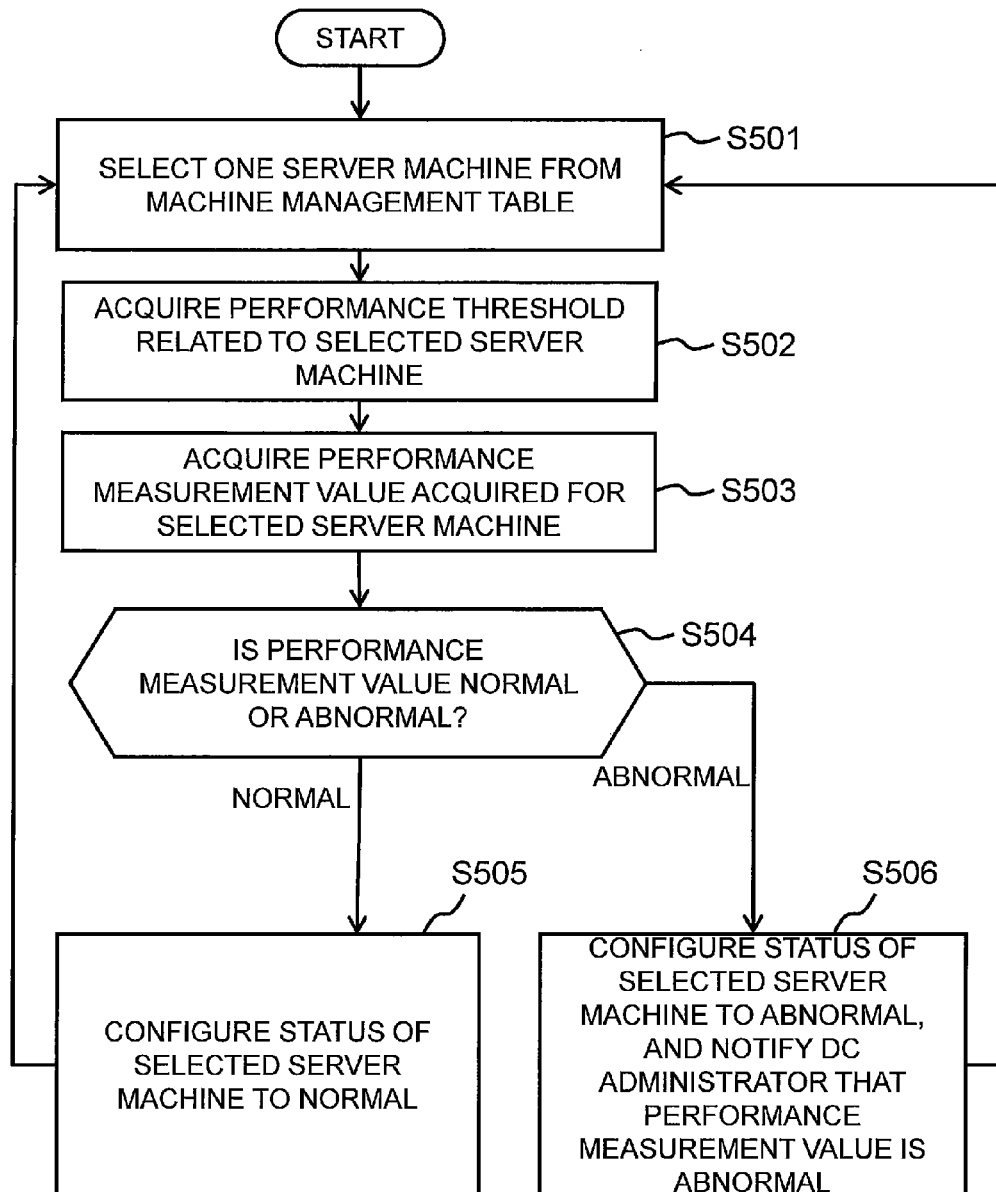 START
S501
SELECT ONE SERVER MACHINE FROM
MACHINE MANAGEMENT TABLE
ACQUIRE PERFORMANCE THRESHOLD
RELATED TO SELECTED SERVER
MACHINE
S502
ACQUIRE PERFORMANCE
MEASUREMENT VALUE ACQUIRED FOR
SELECTED SERVER MACHINE
S503
S504
IS PERFORMANCE
MEASUREMENT VALUE NORMAL
OR ABNORMAL?
NORMAL
ABNORMAL
S505
CONFIGURE STATUS OF
SELECTED SERVER
MACHINE TO NORMAL
S506
CONFIGURE STATUS OF
SELECTED SERVER
MACHINE TO ABNORMAL,
AND NOTIFY DC
ADMINISTRATOR THAT
PERFORMANCE
MEASUREMENT VALUE IS
ABNORMAL